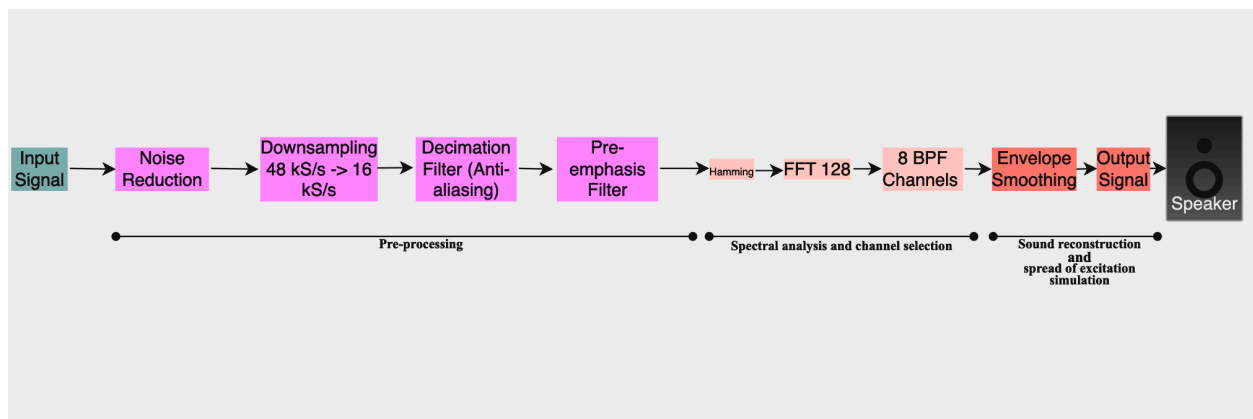 Input
Signal
Noise
Reduction
Downsampling
48 kS/s -> 16
kS/s
Decimation
Filter (Anti-
aliasing)
Pre-
emphasis
Filter
Hamming
FFT 128
8 BPF
Channels
Envelope
Smoothing
Output
Signal
Speaker
Pre-processing
Spectral analysis and channel selection
Sound reconstruction
and
spread of excitation
simulation